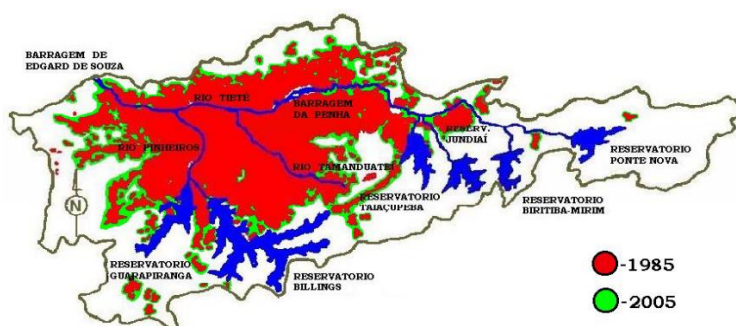 BARRAGEM DE
EDGARD DE SOUZA
RIO TIETÊ
BARRAGEM
DA PENHA
RIO PINHEIROS
RIO TAMANDUATEÍ
RESERV.
JUNDIAÍ
RESERVATORIO
PONTE NOVA
RESERVATORIO
TAIAÇUPEBA
RESERVATORIO
BIRITIBA-MIRIM
N
RESERVATORIO
GUARAPIRANGA
RESERVATORIO
BILLINGS
-1985
-2005